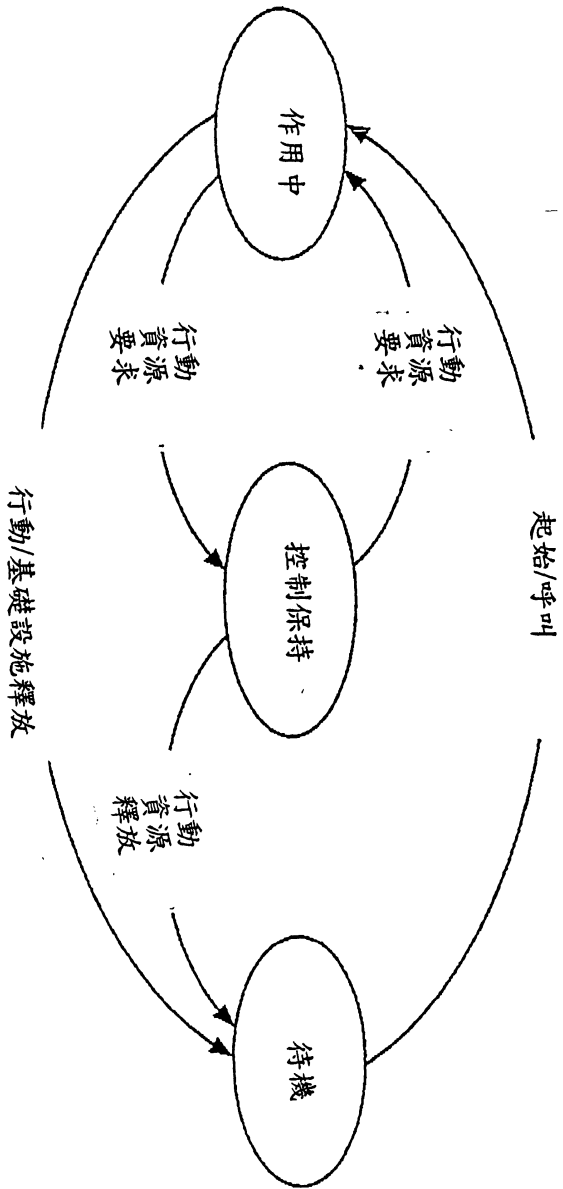 起始/呼叫
行動
資源
要求
作用中
控制保持
待機
行動
資源
要求
行動
資源
釋放
行動/基礎設施釋放